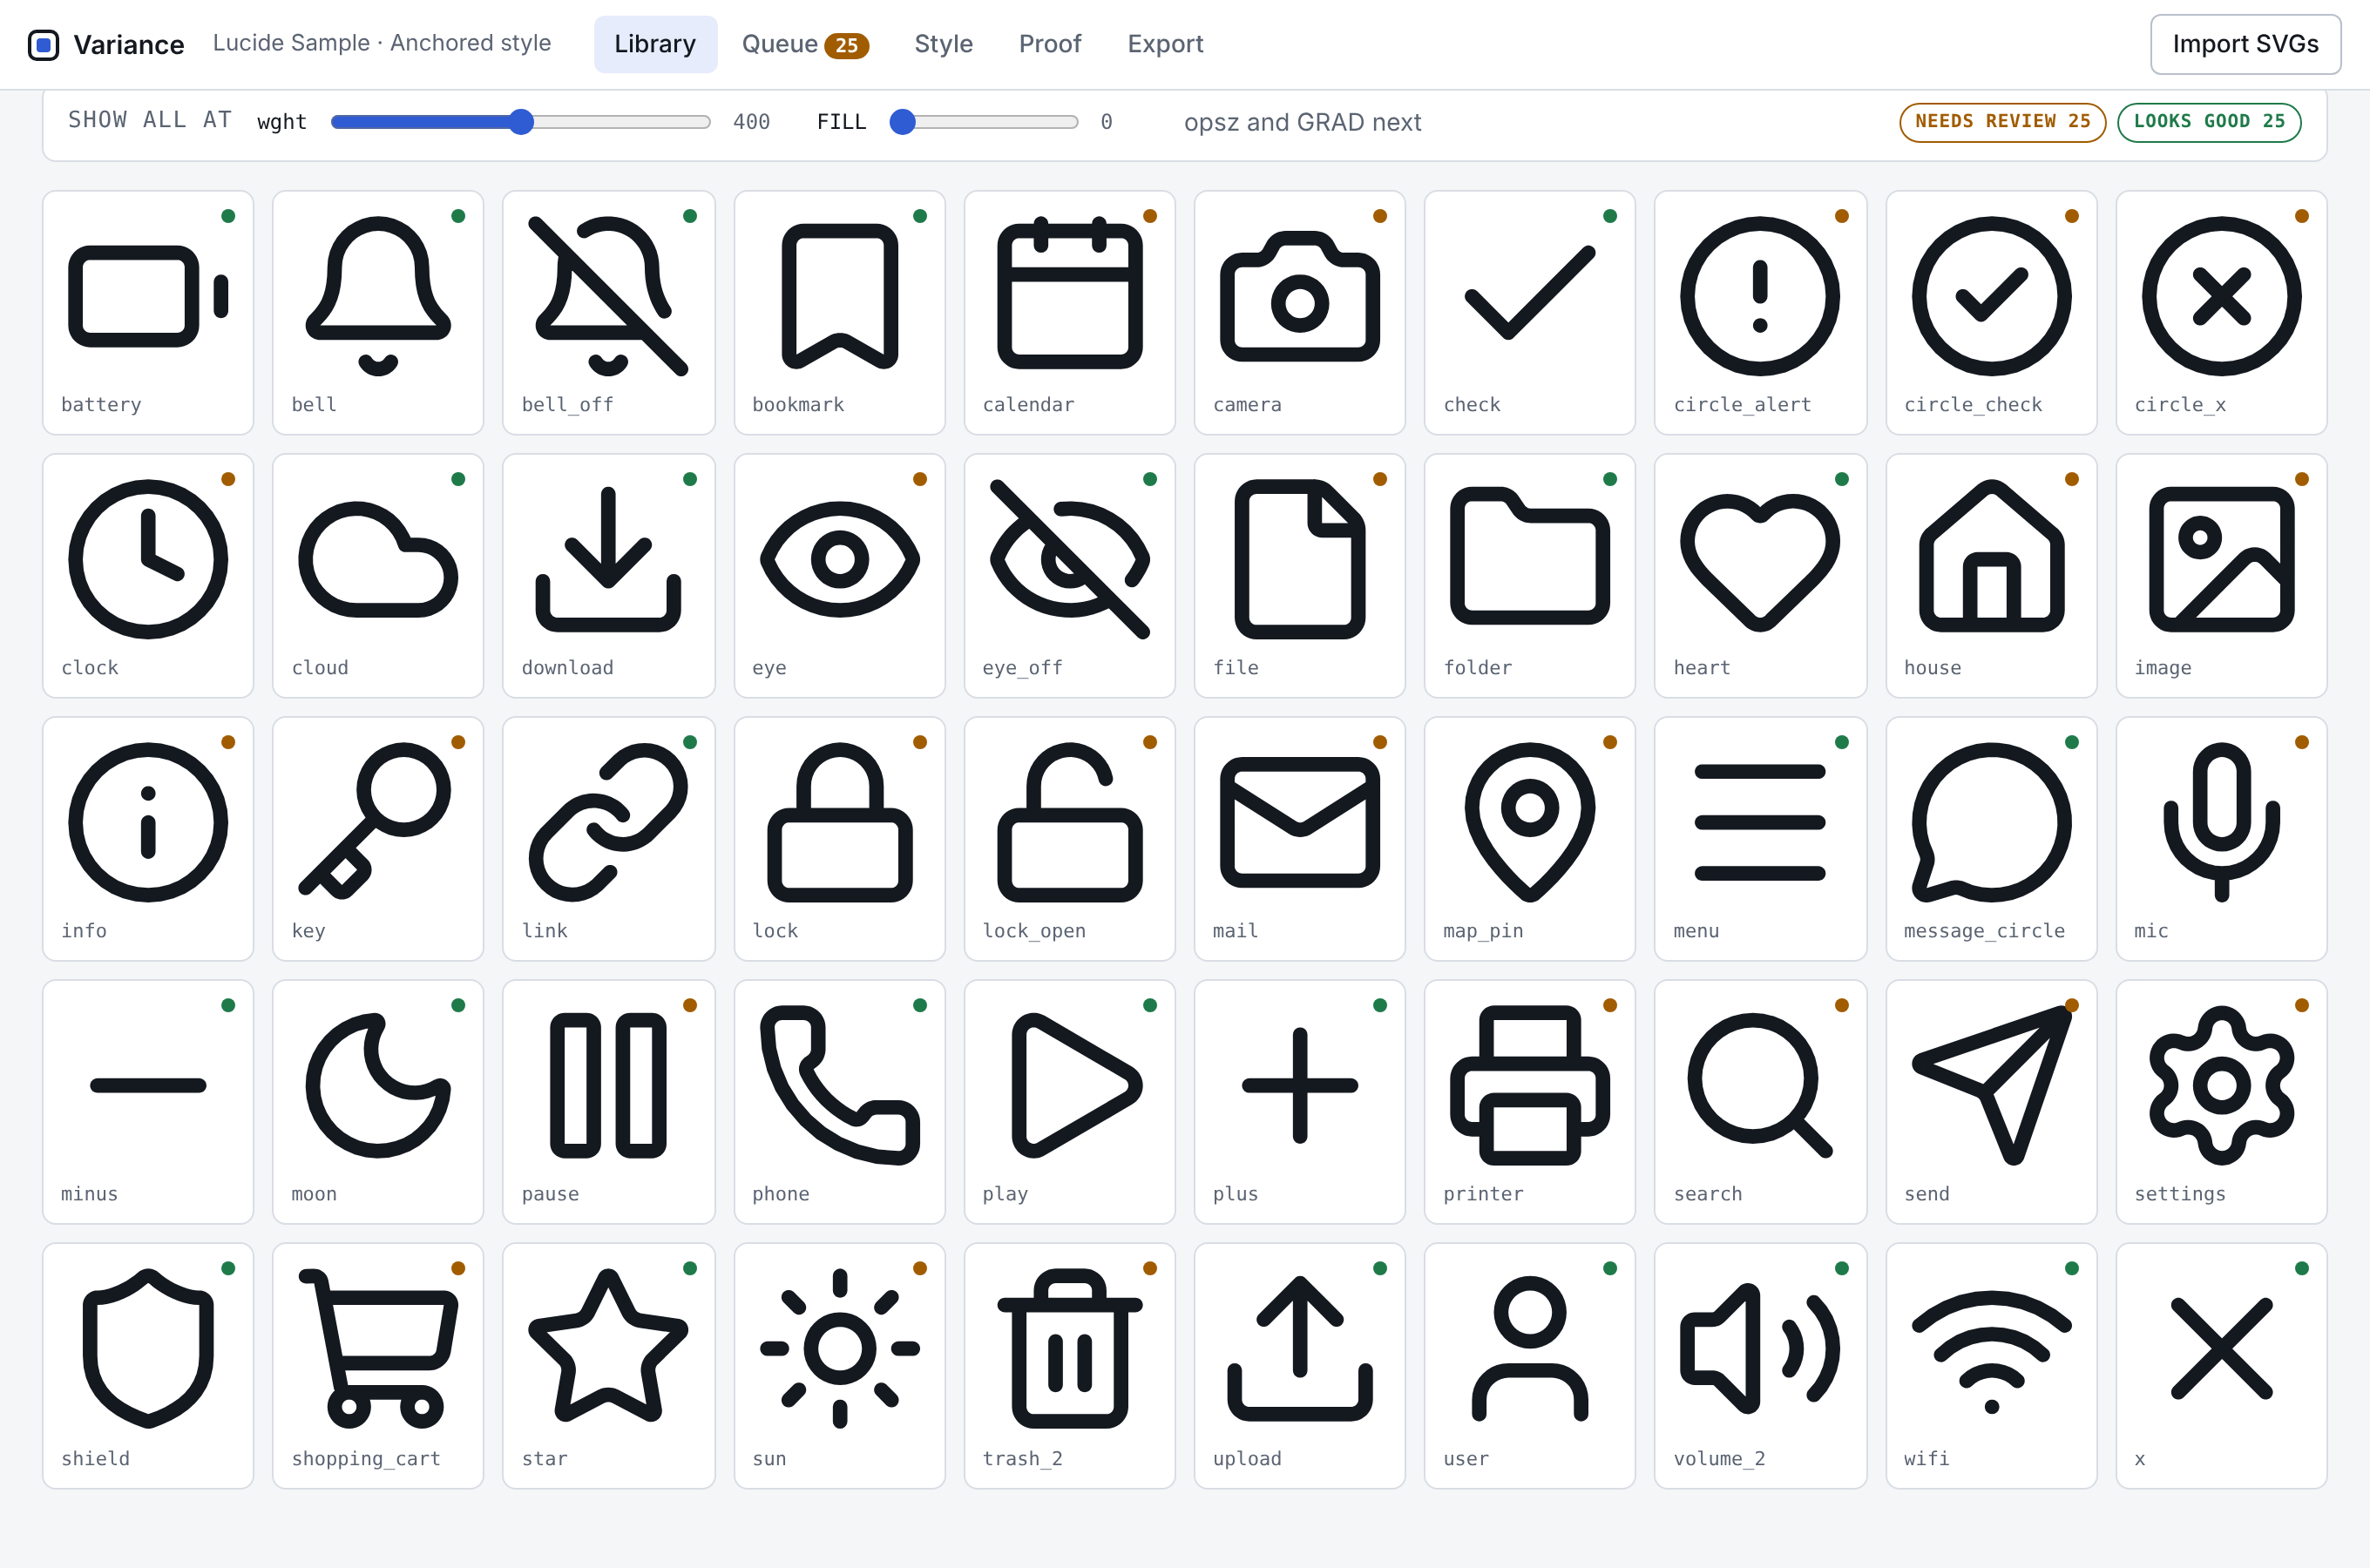 Variance Lucide Sample · Anchored style Library Queue 25 Style Proof Export Import SVGs
SHOW ALL AT wght 400 FILL 0 opsz and GRAD next NEEDS REVIEW 25 LOOKS GOOD 25
battery bell bell_off bookmark calendar camera check circle_alert circle_check circle_x
clock cloud download eye eye_off file folder heart house image
info key link lock lock_open mail map_pin menu message_circle mic
minus moon pause phone play plus printer search send settings
shield shopping_cart star sun trash_2 upload user volume_2 wifi x